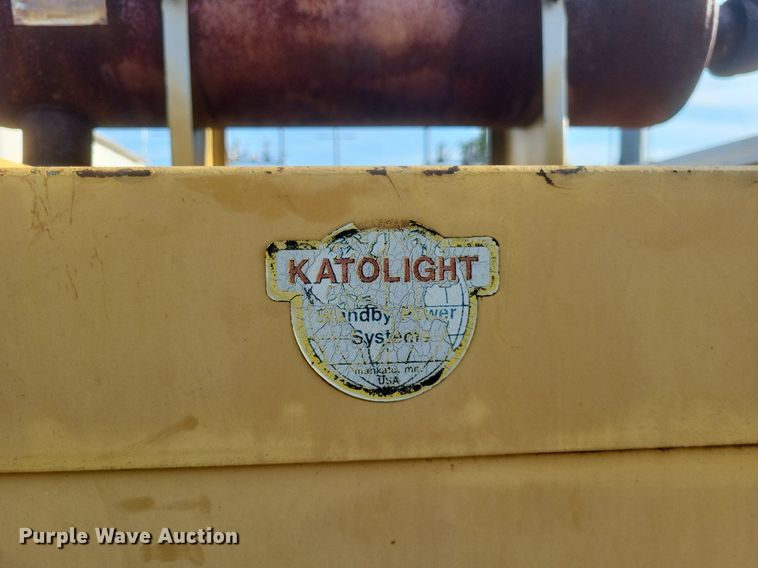 KATOLIGHT
Standby Power
Systems
mankato, mn.
USA
Purple Wave Auction